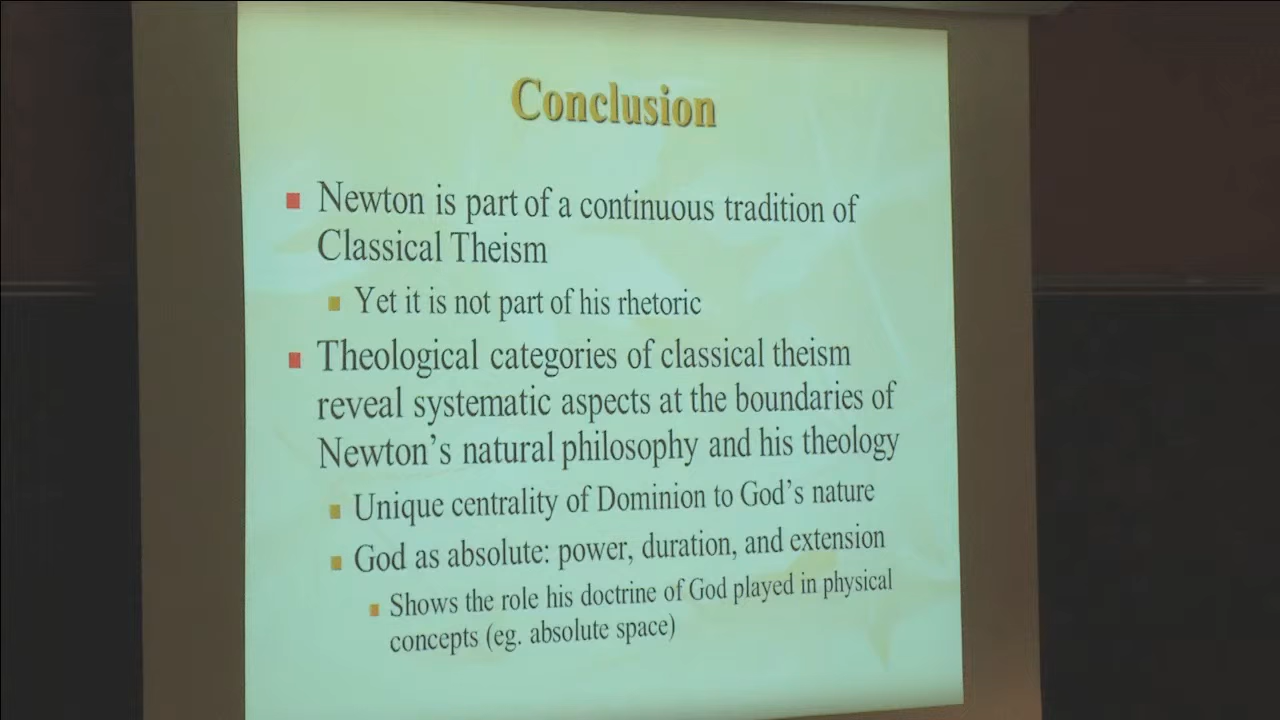 Conclusion
Newton is part of a continuous tradition of
Classical Theism
Yet it is not part of his rhetoric
Theological categories of classical theism
reveal systematic aspects at the boundaries of
Newton's natural philosophy and his theology
Unique centrality of Dominion to God's nature
God as absolute: power, duration, and extension
Shows the role his doctrine of God played in physical
concepts (eg. absolute space)